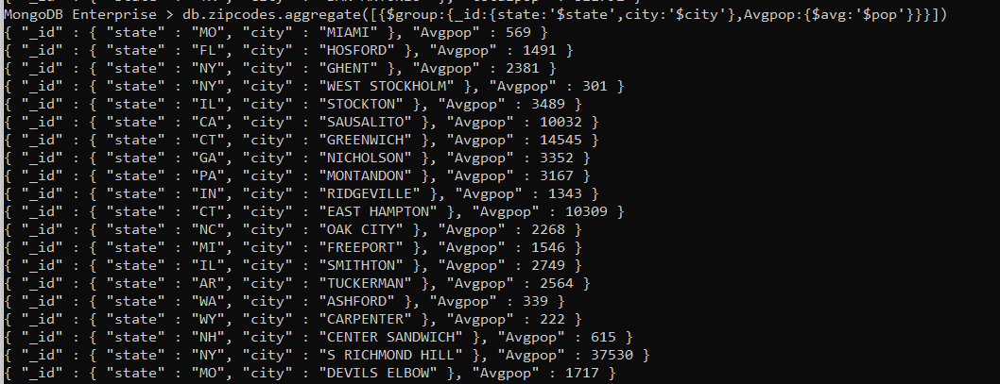 MongoDB Enterprise > db.zipcodes.aggregate([{$group:{_id:{state:'$state',city:'$city'},Avgpop:{$avg:'$pop'}}}])
{ "_id" : { "state" : "MO", "city" : "MIAMI" }, "Avgpop" : 569 }
{ "_id" : { "state" : "FL", "city" : "HOSFORD" }, "Avgpop" : 1491 }
{ "_id" : { "state" : "NY", "city" : "GHENT" }, "Avgpop" : 2381 }
{ "_id" : { "state" : "NY", "city" : "WEST STOCKHOLM" }, "Avgpop" : 301 }
{ "_id" : { "state" : "IL", "city" : "STOCKTON" }, "Avgpop" : 3489 }
{ "_id" : { "state" : "CA", "city" : "SAUSALITO" }, "Avgpop" : 10032 }
{ "_id" : { "state" : "CT", "city" : "GREENWICH" }, "Avgpop" : 14545 }
{ "_id" : { "state" : "GA", "city" : "NICHOLSON" }, "Avgpop" : 3352 }
{ "_id" : { "state" : "PA", "city" : "MONTANDON" }, "Avgpop" : 3167 }
{ "_id" : { "state" : "IN", "city" : "RIDGEVILLE" }, "Avgpop" : 1343 }
{ "_id" : { "state" : "CT", "city" : "EAST HAMPTON" }, "Avgpop" : 10309 }
{ "_id" : { "state" : "NC", "city" : "OAK CITY" }, "Avgpop" : 2268 }
{ "_id" : { "state" : "MI", "city" : "FREEPORT" }, "Avgpop" : 1546 }
{ "_id" : { "state" : "IL", "city" : "SMITHTON" }, "Avgpop" : 2749 }
{ "_id" : { "state" : "AR", "city" : "TUCKERMAN" }, "Avgpop" : 2564 }
{ "_id" : { "state" : "WA", "city" : "ASHFORD" }, "Avgpop" : 339 }
{ "_id" : { "state" : "WY", "city" : "CARPENTER" }, "Avgpop" : 222 }
{ "_id" : { "state" : "NH", "city" : "CENTER SANDWICH" }, "Avgpop" : 615 }
{ "_id" : { "state" : "NY", "city" : "S RICHMOND HILL" }, "Avgpop" : 37530 }
{ "_id" : { "state" : "MO", "city" : "DEVILS ELBOW" }, "Avgpop" : 1717 }